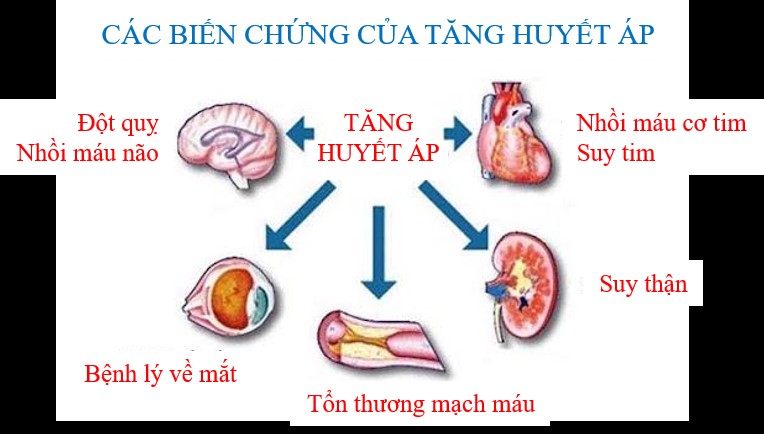 CÁC BIẾN CHỨNG CỦA TĂNG HUYẾT ÁP
Đột quỵ
Nhồi máu não
TĂNG
HUYẾT ÁP
Nhồi máu cơ tim
Suy tim
Suy thận
Bệnh lý về mắt
Tổn thương mạch máu